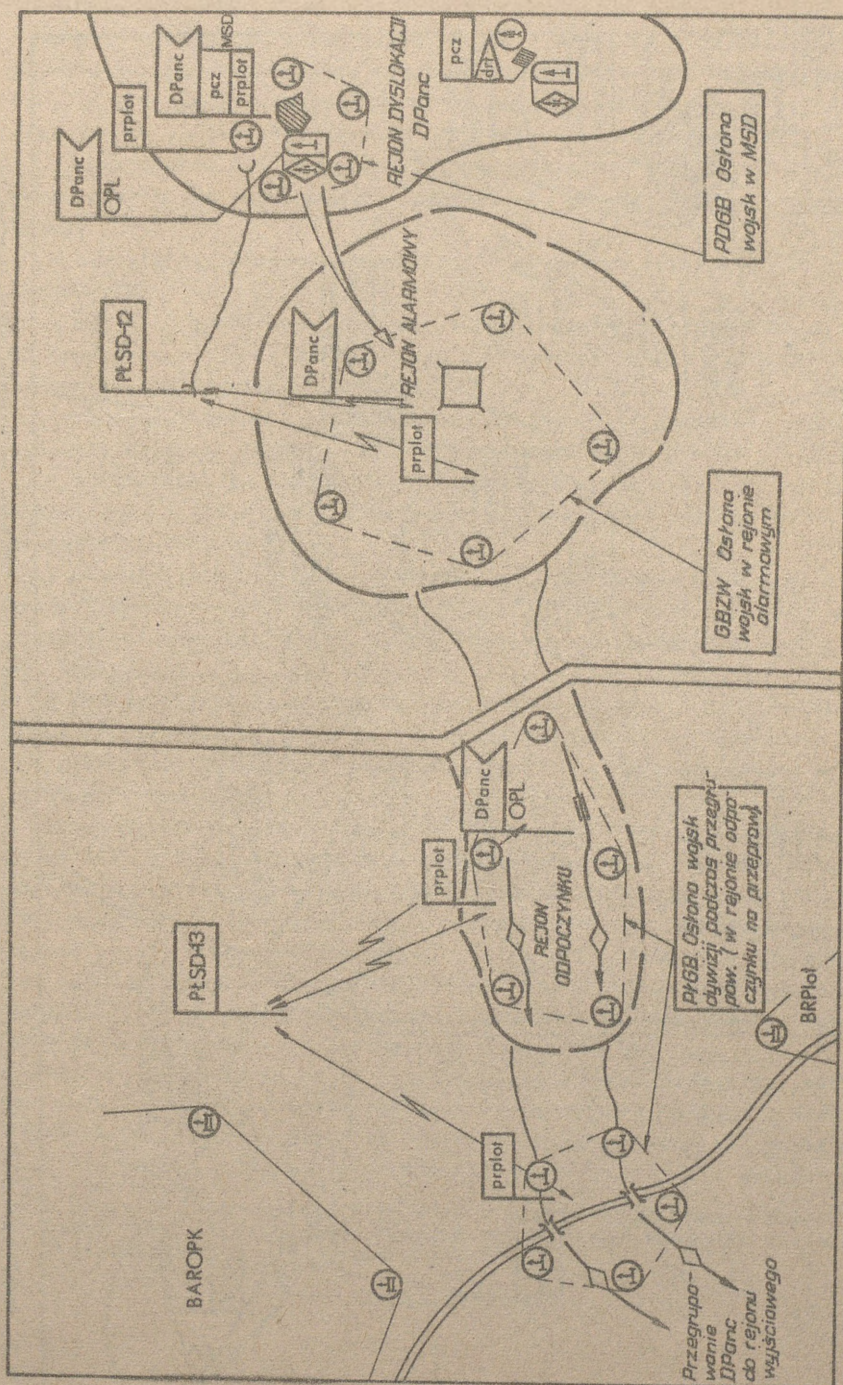 DPanc
pcz
MSD
prplot
prplot
DPanc
OPL
REJON DYSLOKACJI
DPanc
pcz
drt
PDGB Osłona
wojsk w MSD
PŁSD-12
DPanc
REJON ALARMOWY
prplot
GBZW Osłona
wojsk w rejonie
alarmowym
PŁSD-13
prplot
DPanc
OPL
REJON
ODPOCZYNKU
PłGB Osłona wojsk
dywizji podczas przegru-
pow. (w rejonie odpo-
czynku na przepraw)
BAROPK
prplot
BRPlot
Przegrupo-
wanie
DPanc
do rejonu
wyjściowego